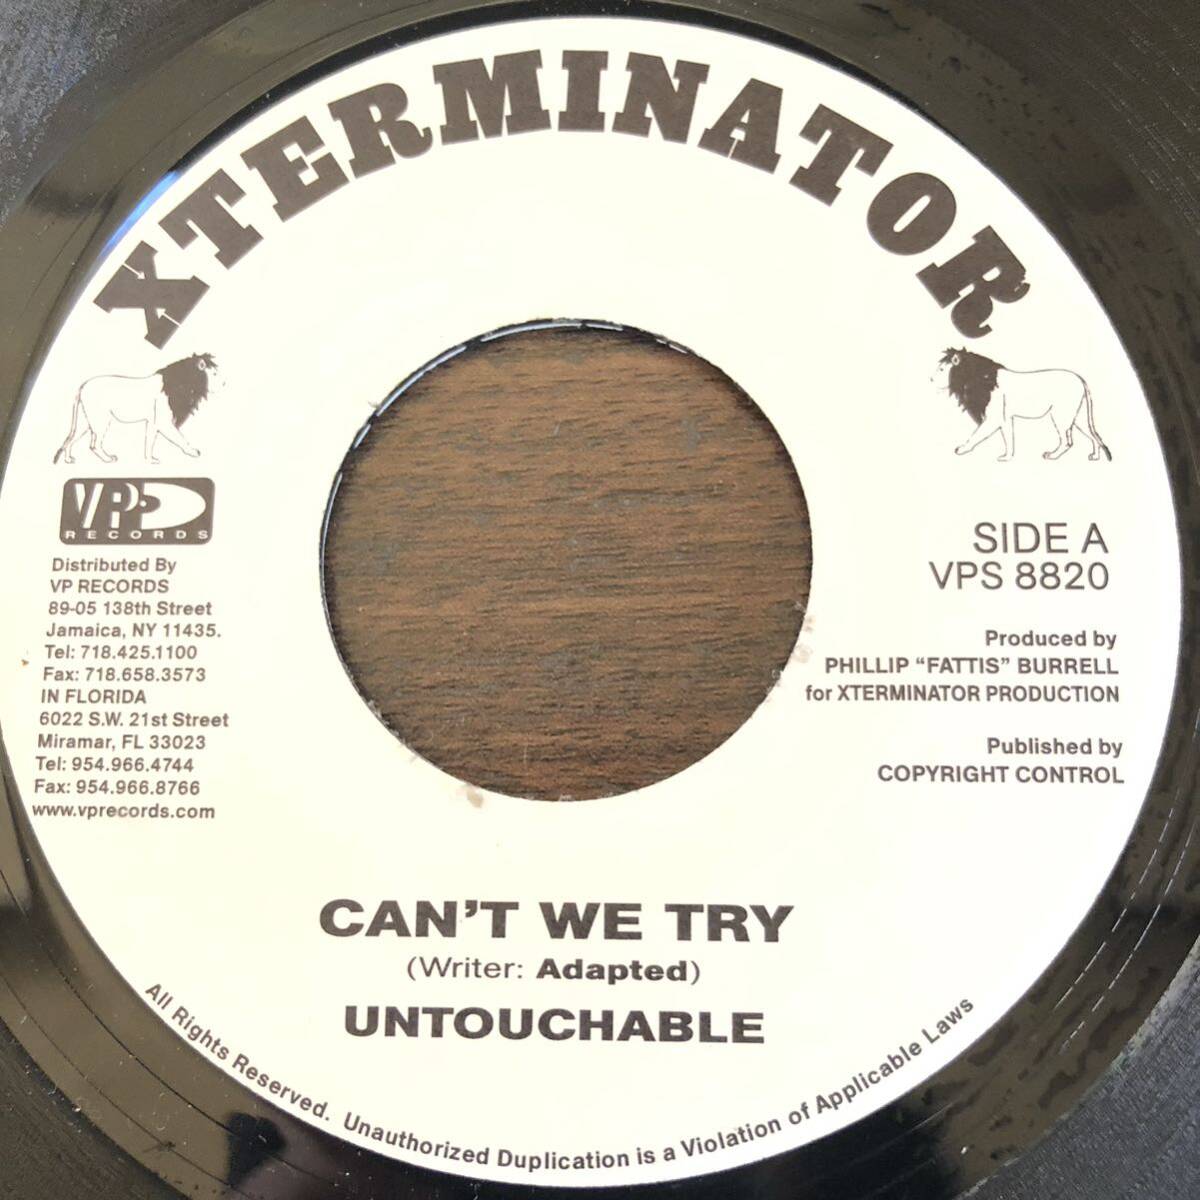 XTERMINATOR
VP RECORDS
Distributed By
VP RECORDS
89-05 138th Street
Jamaica, NY 11435.
Tel: 718.425.1100
Fax: 718.658.3573
IN FLORIDA
6022 S.W. 21st Street
Miramar, FL 33023
Tel: 954.966.4744
Fax: 954.966.8766
www.vprecords.com
SIDE A
VPS 8820
Produced by
PHILLIP “FATTIS” BURRELL
for XTERMINATOR PRODUCTION
Published by
COPYRIGHT CONTROL
CAN'T WE TRY
(Writer: Adapted)
UNTOUCHABLE
All Rights Reserved. Unauthorized Duplication is a Violation of Applicable Laws